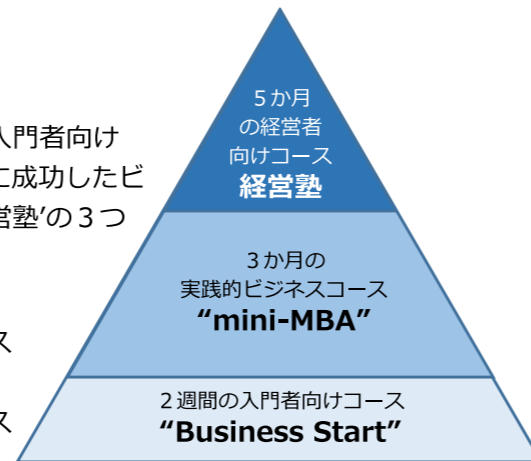 ５か月
の経営者
向けコース
経営塾
入門者向け
に成功したビ
営塾’の３つ
３か月の
実践的ビジネスコース
“mini-MBA”
ス
２週間の入門者向けコース
“Business Start”
ス